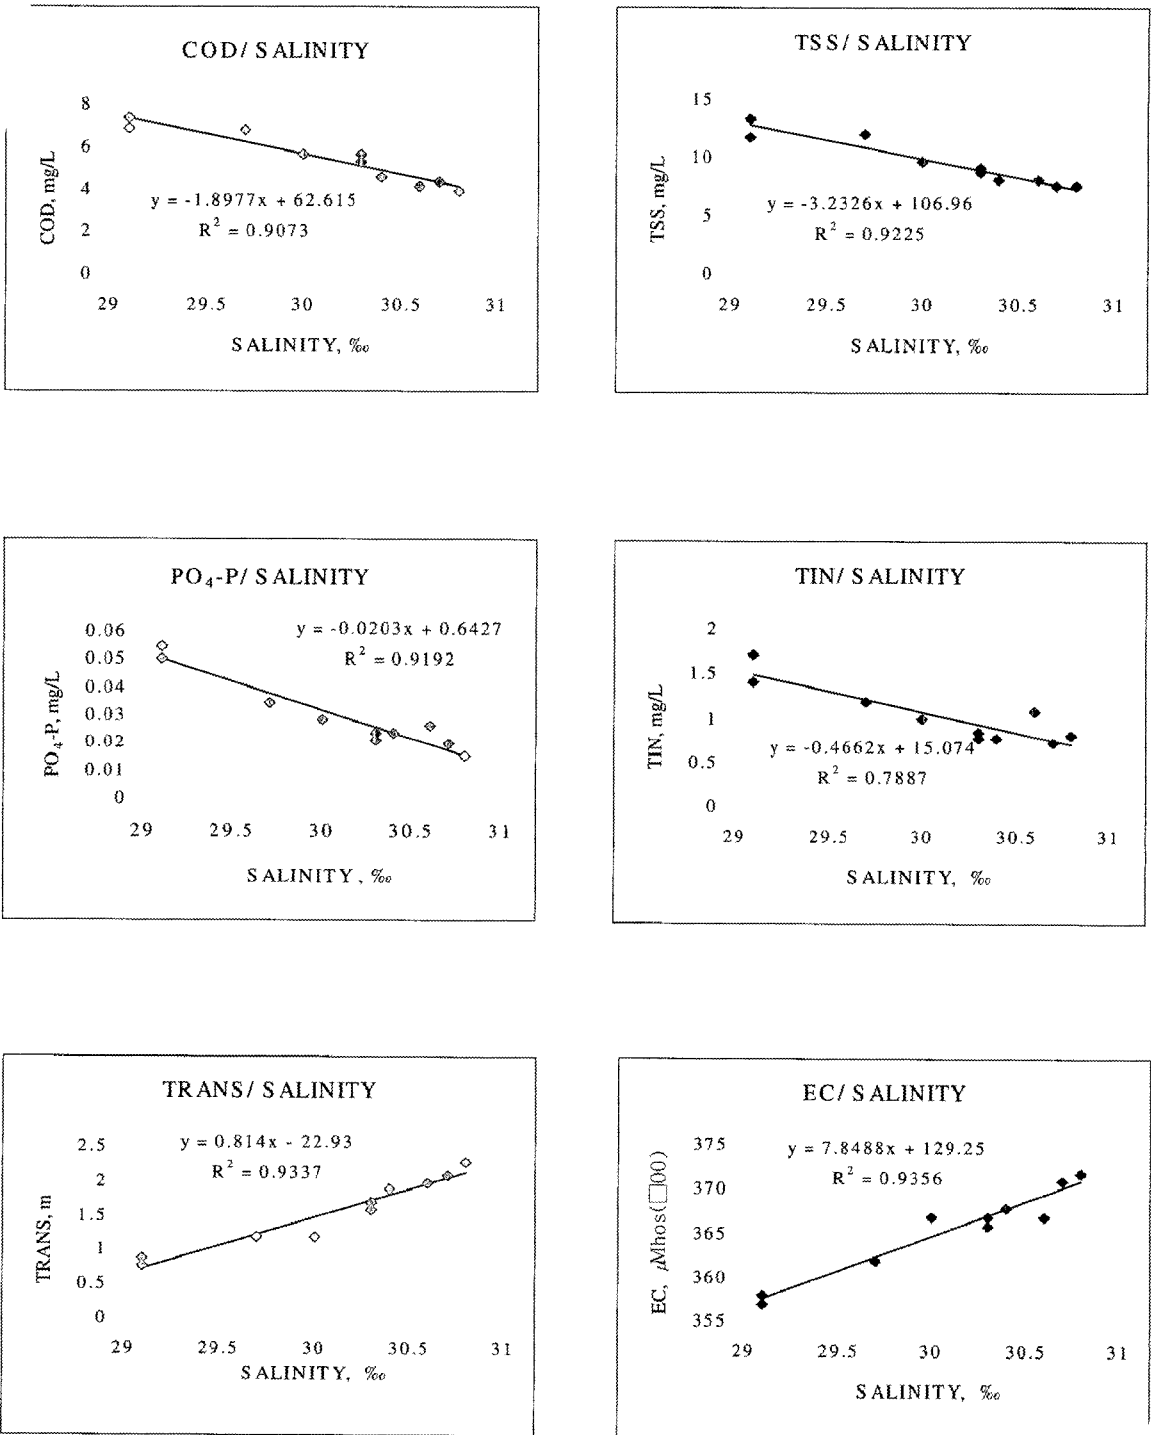 COD/ SALINITY
8
6
4
2
0
COD, mg/L
y = -1.8977x + 62.615
R² = 0.9073
29 29.5 30 30.5 31
SALINITY, ‰
TSS/ SALINITY
15
10
5
0
TSS, mg/L
y = -3.2326x + 106.96
R² = 0.9225
29 29.5 30 30.5 31
SALINITY, ‰
PO₄-P/ SALINITY
0.06
0.05
0.04
0.03
0.02
0.01
0
PO₄-P, mg/L
y = -0.0203x + 0.6427
R² = 0.9192
29 29.5 30 30.5 31
SALINITY, ‰
TIN/ SALINITY
2
1.5
1
0.5
0
TIN, mg/L
y = -0.4662x + 15.074
R² = 0.7887
29 29.5 30 30.5 31
SALINITY, ‰
TRANS/ SALINITY
2.5
2
1.5
1
0.5
0
TRANS, m
y = 0.814x - 22.93
R² = 0.9337
29 29.5 30 30.5 31
SALINITY, ‰
EC/ SALINITY
375
370
365
360
355
EC, μMhos(□00)
y = 7.8488x + 129.25
R² = 0.9356
29 29.5 30 30.5 31
SALINITY, ‰